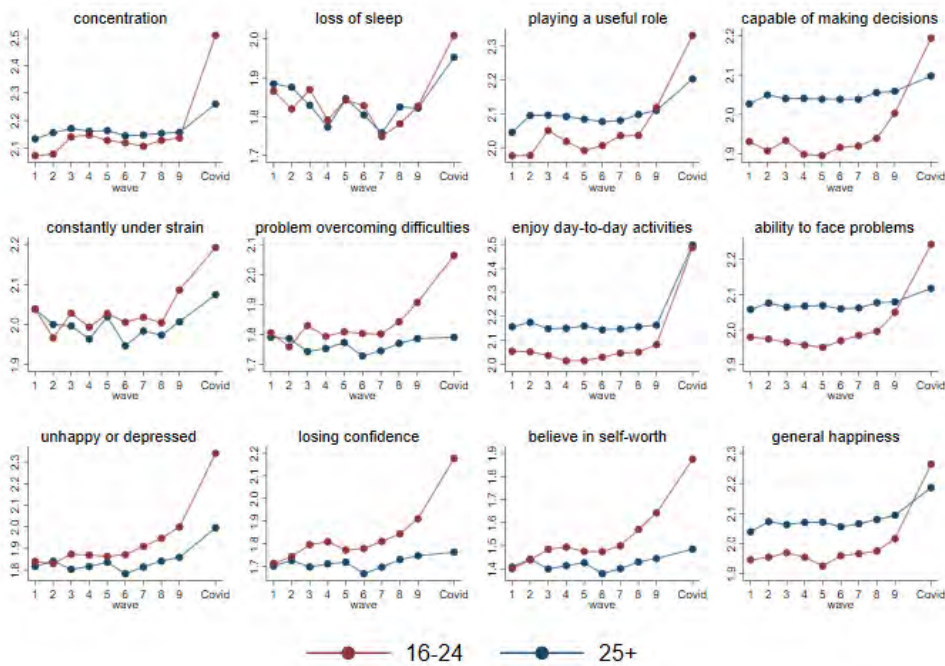 concentration
2.5
2.4
2.3
2.2
2.1
1 2 3 4 5 6 7 8 9 Covid
wave
loss of sleep
2.0
1.9
1.8
1.7
1 2 3 4 5 6 7 8 9 Covid
wave
playing a useful role
2.3
2.2
2.1
2.0
1 2 3 4 5 6 7 8 9 Covid
wave
capable of making decisions
2.2
2.1
2.0
1.9
1 2 3 4 5 6 7 8 9 Covid
wave
constantly under strain
2.2
2.1
2.0
1.9
1 2 3 4 5 6 7 8 9 Covid
wave
problem overcoming difficulties
2.1
2.0
1.9
1.8
1.7
1 2 3 4 5 6 7 8 9 Covid
wave
enjoy day-to-day activities
2.5
2.4
2.3
2.2
2.1
2.0
1 2 3 4 5 6 7 8 9 Covid
wave
ability to face problems
2.2
2.1
2.0
1.9
1 2 3 4 5 6 7 8 9 Covid
wave
unhappy or depressed
2.3
2.2
2.1
2.0
1.9
1.8
1 2 3 4 5 6 7 8 9 Covid
wave
losing confidence
2.2
2.1
2.0
1.9
1.8
1.7
1 2 3 4 5 6 7 8 9 Covid
wave
believe in self-worth
1.9
1.8
1.7
1.6
1.5
1.4
1 2 3 4 5 6 7 8 9 Covid
wave
general happiness
2.3
2.2
2.1
2.0
1.9
1 2 3 4 5 6 7 8 9 Covid
wave
16-24 25+